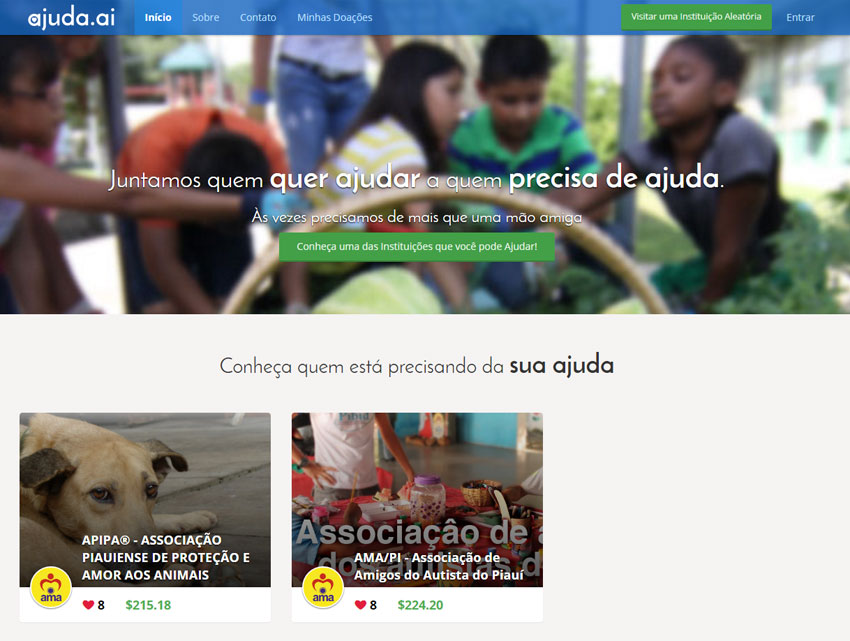 ajuda.ai
Início Sobre Contato Minhas Doações Visitar uma Instituição Aleatória Entrar
Juntamos quem quer ajudar a quem precisa de ajuda.
Às vezes precisamos de mais que uma mão amiga
Conheça uma das Instituições que você pode Ajudar!
Conheça quem está precisando da sua ajuda
APIPA® - ASSOCIAÇÃO
PIAUIENSE DE PROTEÇÃO E
AMOR AOS ANIMAIS
ama
8 $215.18
Associação de a
dos autistas d
AMA/PI - Associação de
Amigos do Autista do Piauí
ama
8 $224.20